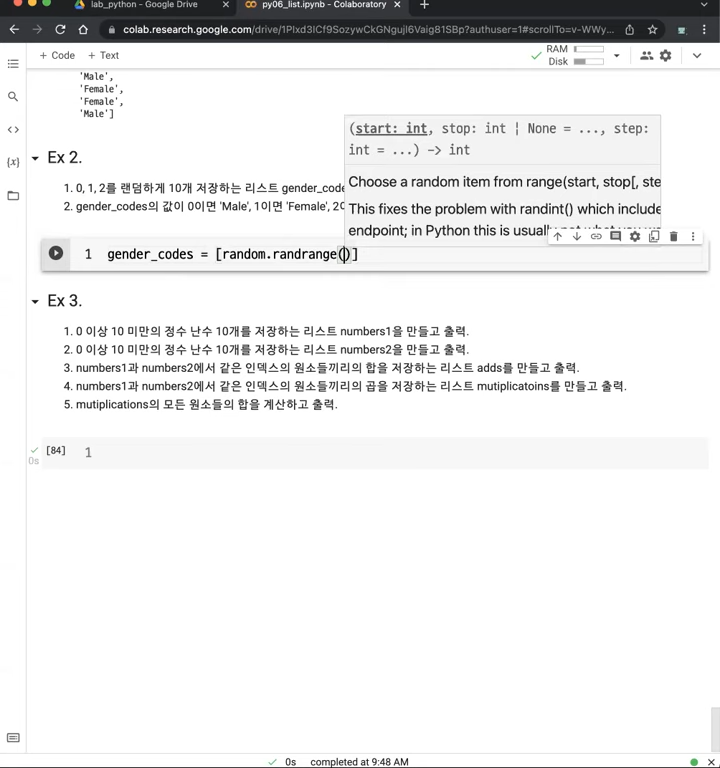 lab_python - Google Drive
py06_list.ipynb - Colaboratory
colab.research.google.com/drive/1PIxd3ICf9SozywCkGNgujI6Vaig81SBp?authuser=1#scrollTo=v-WWy...
+ Code + Text
RAM
Disk
'Male',
'Female',
'Female',
'Male']
(start: int, stop: int | None = ..., step:
int = ...) -> int
Choose a random item from range(start, stop[, ste
This fixes the problem with randint() which include
endpoint; in Python this is usually
Ex 2.
1. 0, 1, 2를 랜덤하게 10개 저장하는 리스트 gender_code
2. gender_codes의 값이 0이면 'Male', 1이면 'Female', 2
1 gender_codes = [random.randrange()]
Ex 3.
1. 0 이상 10 미만의 정수 난수 10개를 저장하는 리스트 numbers1을 만들고 출력.
2. 0 이상 10 미만의 정수 난수 10개를 저장하는 리스트 numbers2을 만들고 출력.
3. numbers1과 numbers2에서 같은 인덱스의 원소들끼리의 합을 저장하는 리스트 adds를 만들고 출력.
4. numbers1과 numbers2에서 같은 인덱스의 원소들끼리의 곱을 저장하는 리스트 mutiplicatoins를 만들고 출력.
5. mutiplications의 모든 원소들의 합을 계산하고 출력.
[84] 1
0s
0s completed at 9:48 AM